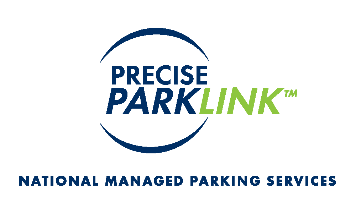 PRECISE
PARKLINK™
NATIONAL MANAGED PARKING SERVICES